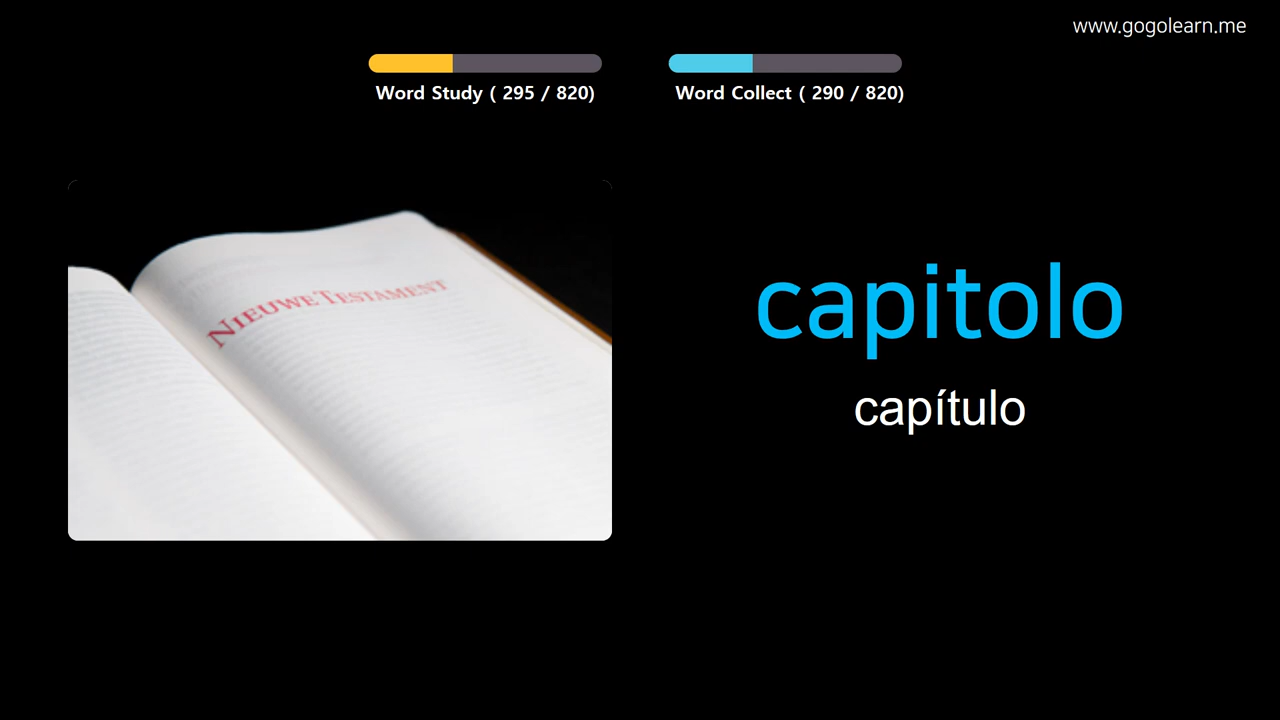 www.gogolearn.me
Word Study ( 295 / 820)
Word Collect ( 290 / 820)
NIEUWE TESTAMENT
capitolo
capítulo